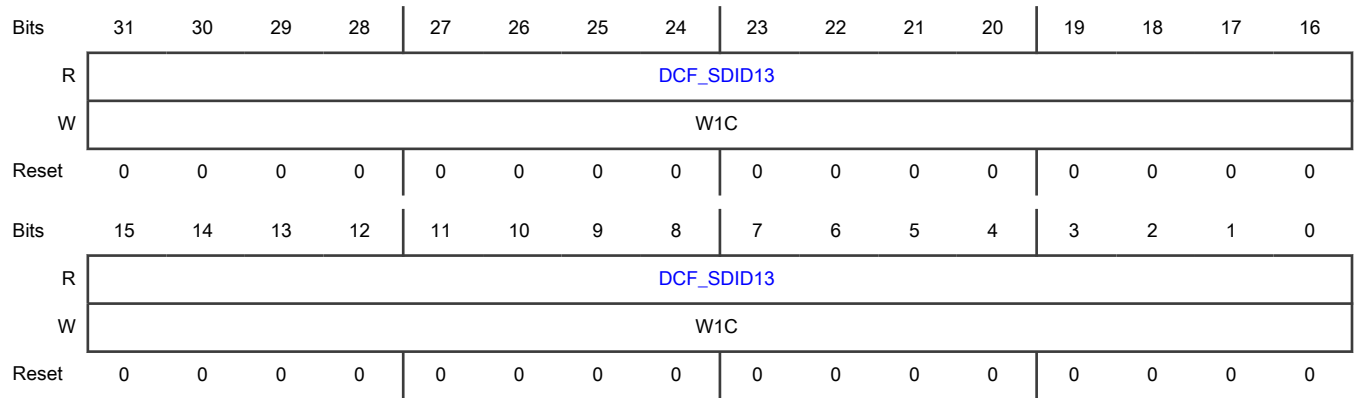 Bits 31 30 29 28 27 26 25 24 23 22 21 20 19 18 17 16
R DCF_SDID13
W W1C
Reset 0 0 0 0 0 0 0 0 0 0 0 0 0 0 0 0
Bits 15 14 13 12 11 10 9 8 7 6 5 4 3 2 1 0
R DCF_SDID13
W W1C
Reset 0 0 0 0 0 0 0 0 0 0 0 0 0 0 0 0